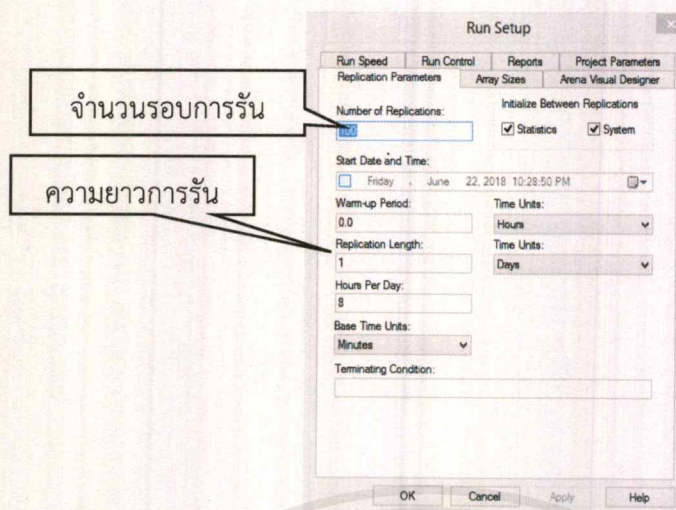 Run Setup
Run Speed Run Control Reports Project Parameters
Replication Parameters Array Sizes Arena Visual Designer
จำนวนรอบการรัน
Number of Replications:
100
Initialize Between Replications
Statistics System
Start Date and Time:
Friday , June 22, 2018 10:28:50 PM
ความยาวการรัน
Warm-up Period: Time Units:
0.0 Hours
Replication Length: Time Units:
1 Days
Hours Per Day:
8
Base Time Units:
Minutes
Terminating Condition:
OK Cancel Apply Help